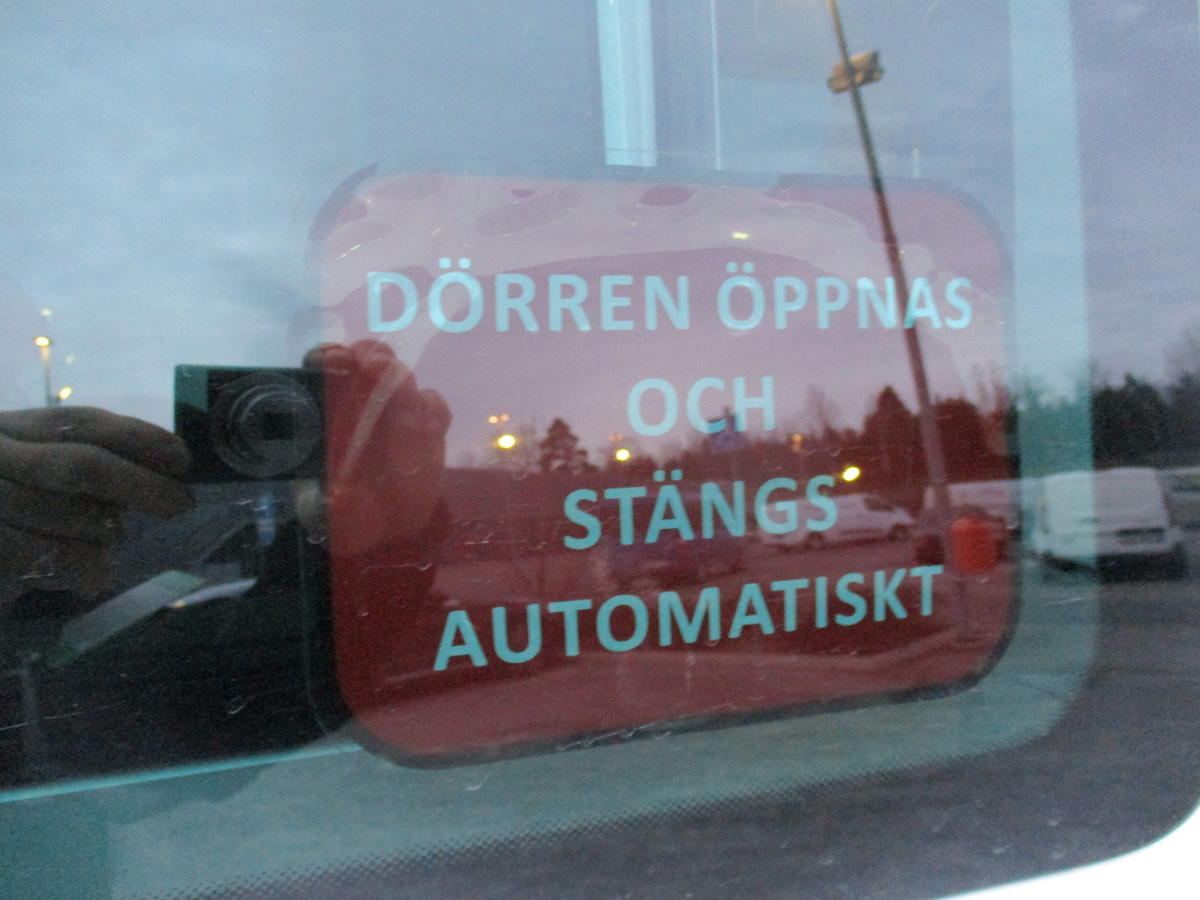 DÖRREN ÖPPNAS
OCH
STÄNGS
AUTOMATISKT